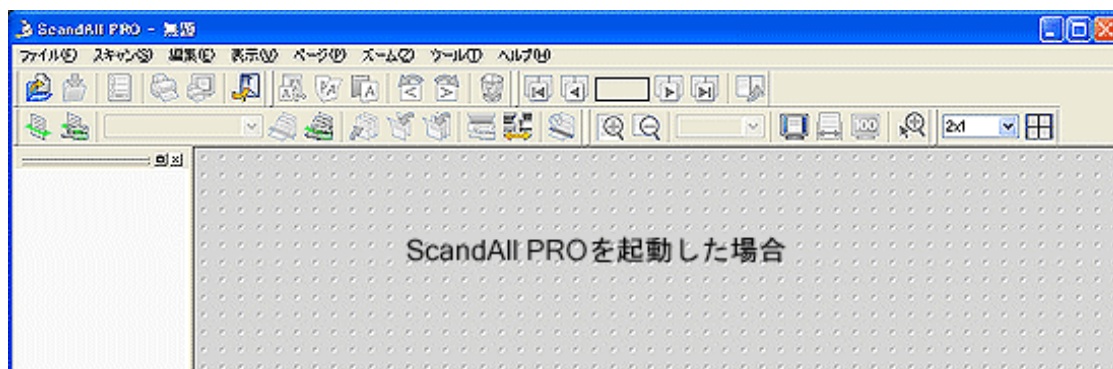 ScandAll PRO - 無題
ファイル(F) スキャン(S) 編集(E) 表示(V) ページ(P) ズーム(Z) ツール(T) ヘルプ(H)
100 2x1
ScandAll PROを起動した場合